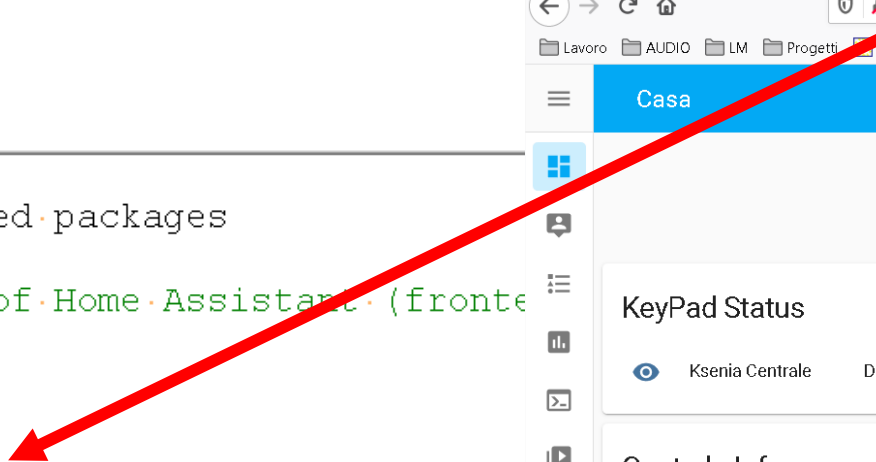 ed packages
of Home Assistant (fronte
Lavoro AUDIO LM Progetti
Casa
KeyPad Status
Ksenia Centrale D